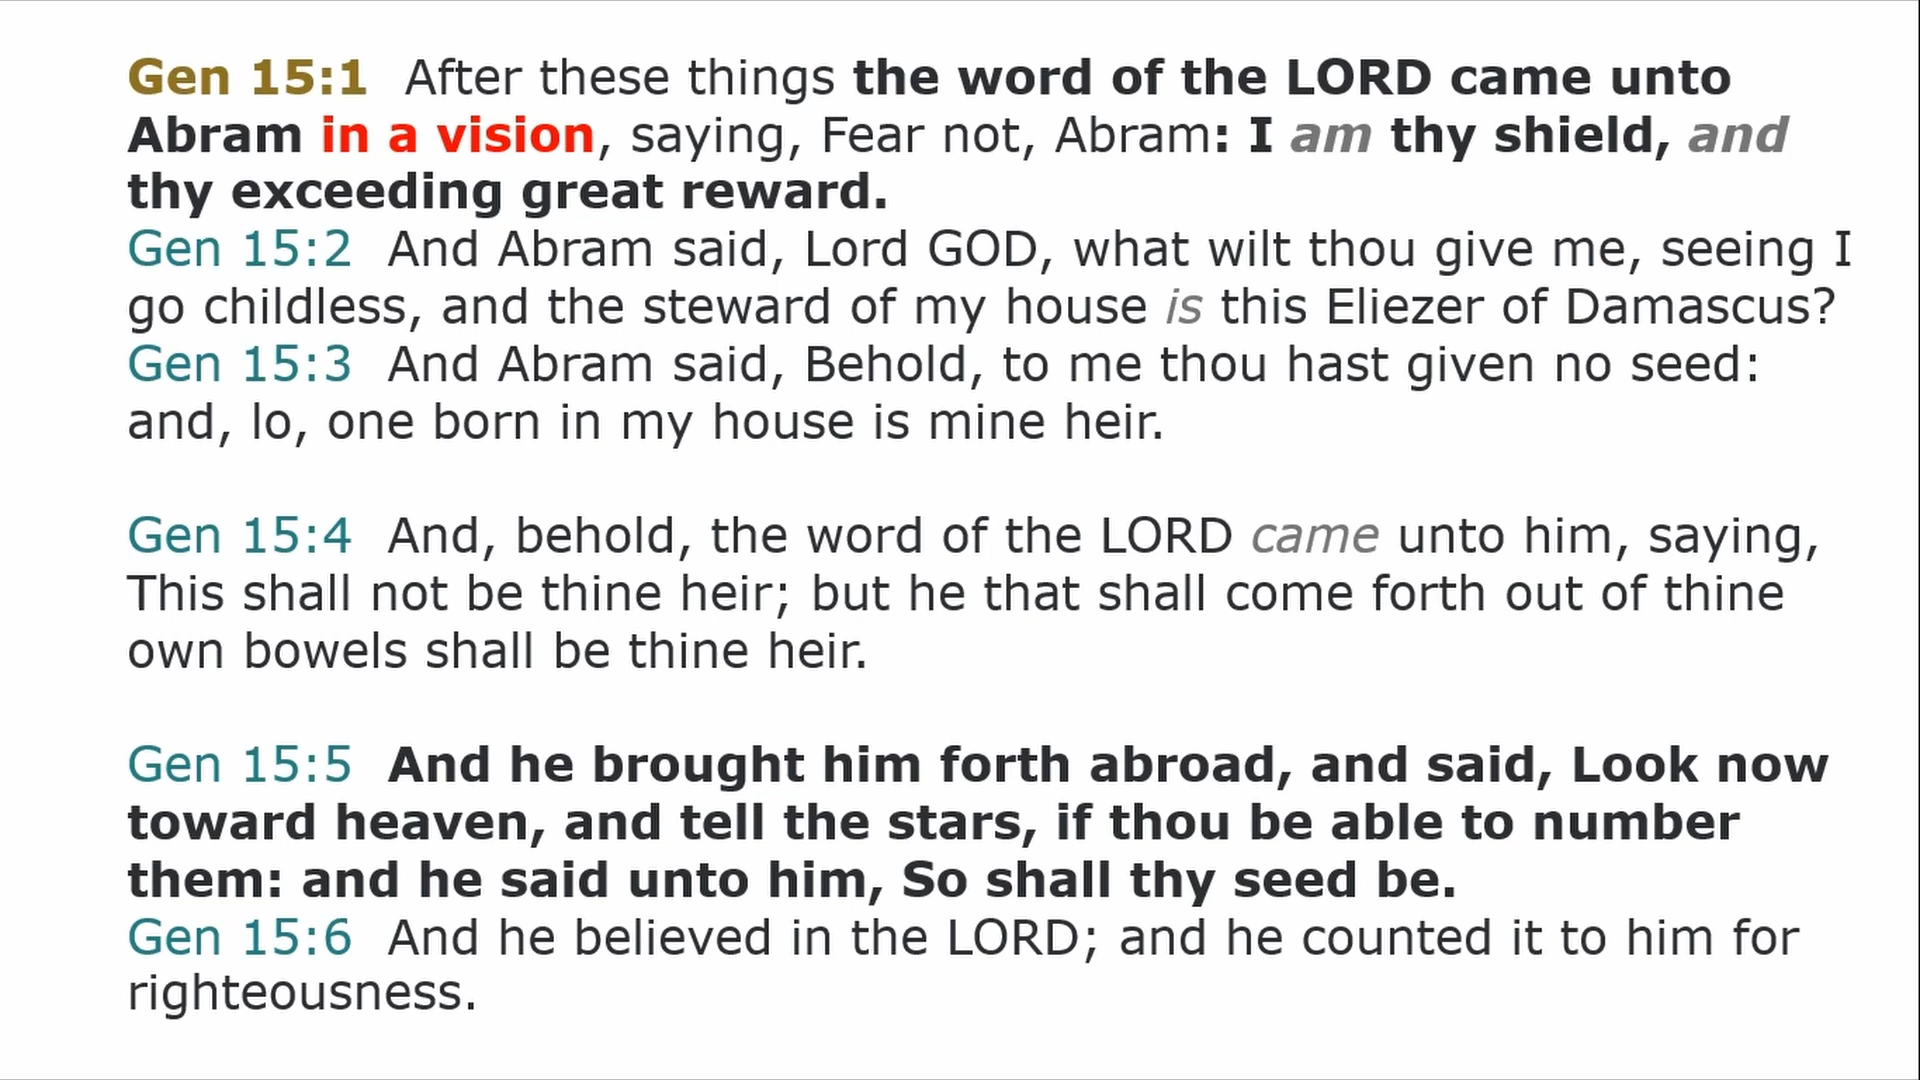 Gen 15:1 After these things the word of the LORD came unto
Abram in a vision, saying, Fear not, Abram: I am thy shield, and
thy exceeding great reward.
Gen 15:2 And Abram said, Lord GOD, what wilt thou give me, seeing I
go childless, and the steward of my house is this Eliezer of Damascus?
Gen 15:3 And Abram said, Behold, to me thou hast given no seed:
and, lo, one born in my house is mine heir.
Gen 15:4 And, behold, the word of the LORD came unto him, saying,
This shall not be thine heir; but he that shall come forth out of thine
own bowels shall be thine heir.
Gen 15:5 And he brought him forth abroad, and said, Look now
toward heaven, and tell the stars, if thou be able to number
them: and he said unto him, So shall thy seed be.
Gen 15:6 And he believed in the LORD; and he counted it to him for
righteousness.